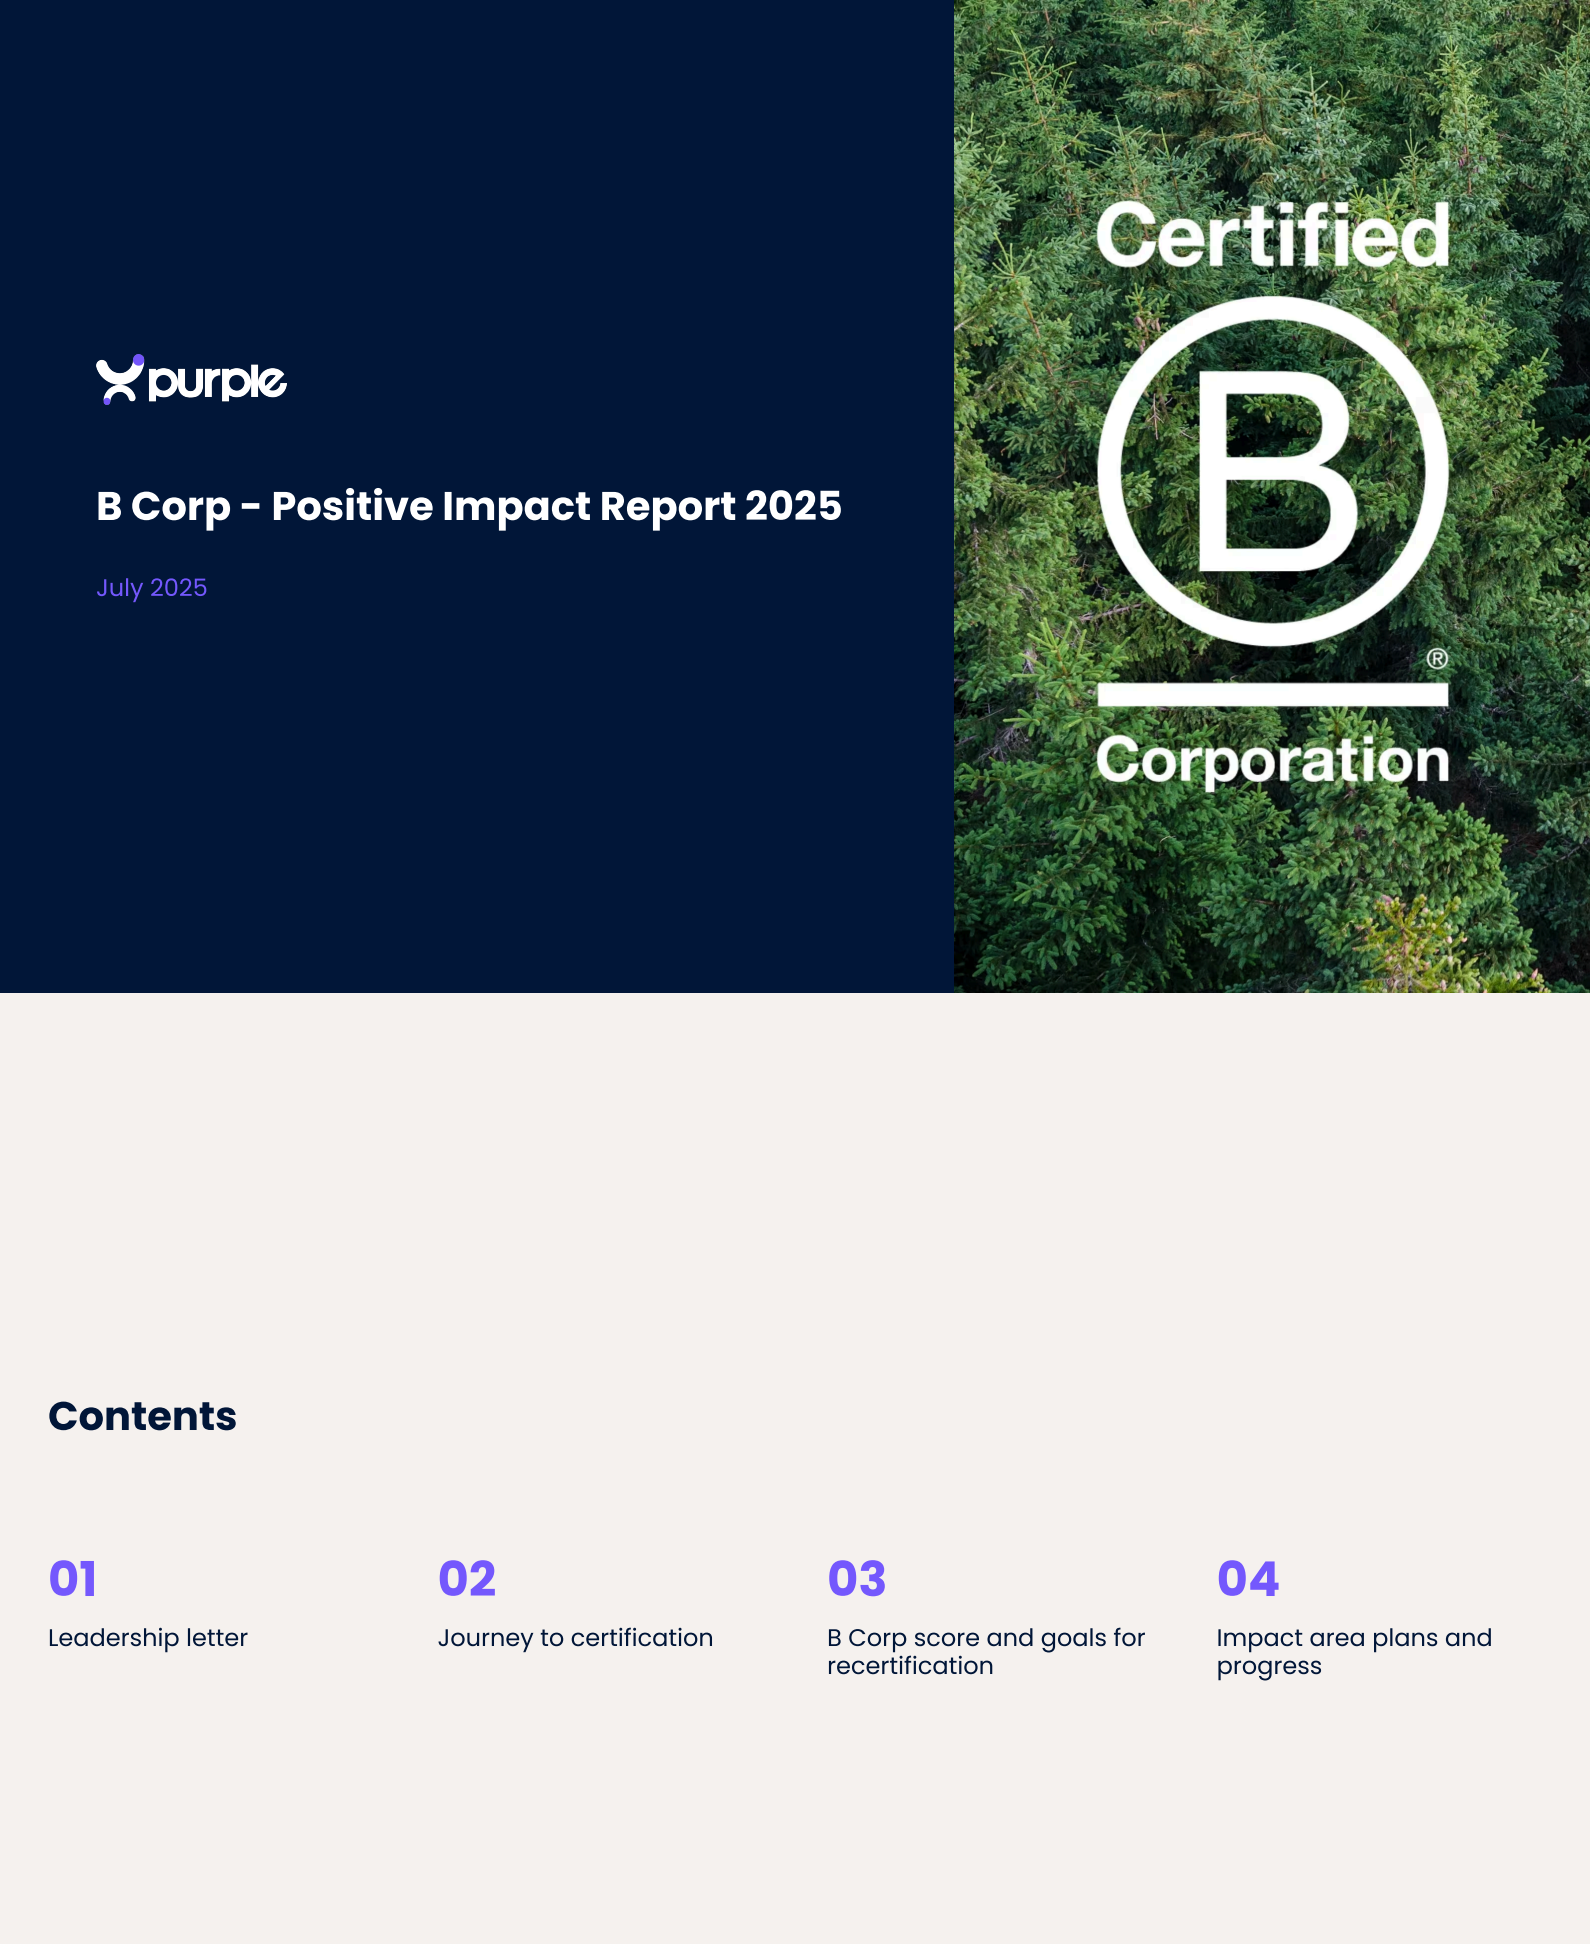 purple
B Corp - Positive Impact Report 2025
July 2025
Certified
B
®
Corporation
Contents
01
Leadership letter
02
Journey to certification
03
B Corp score and goals for
recertification
04
Impact area plans and
progress